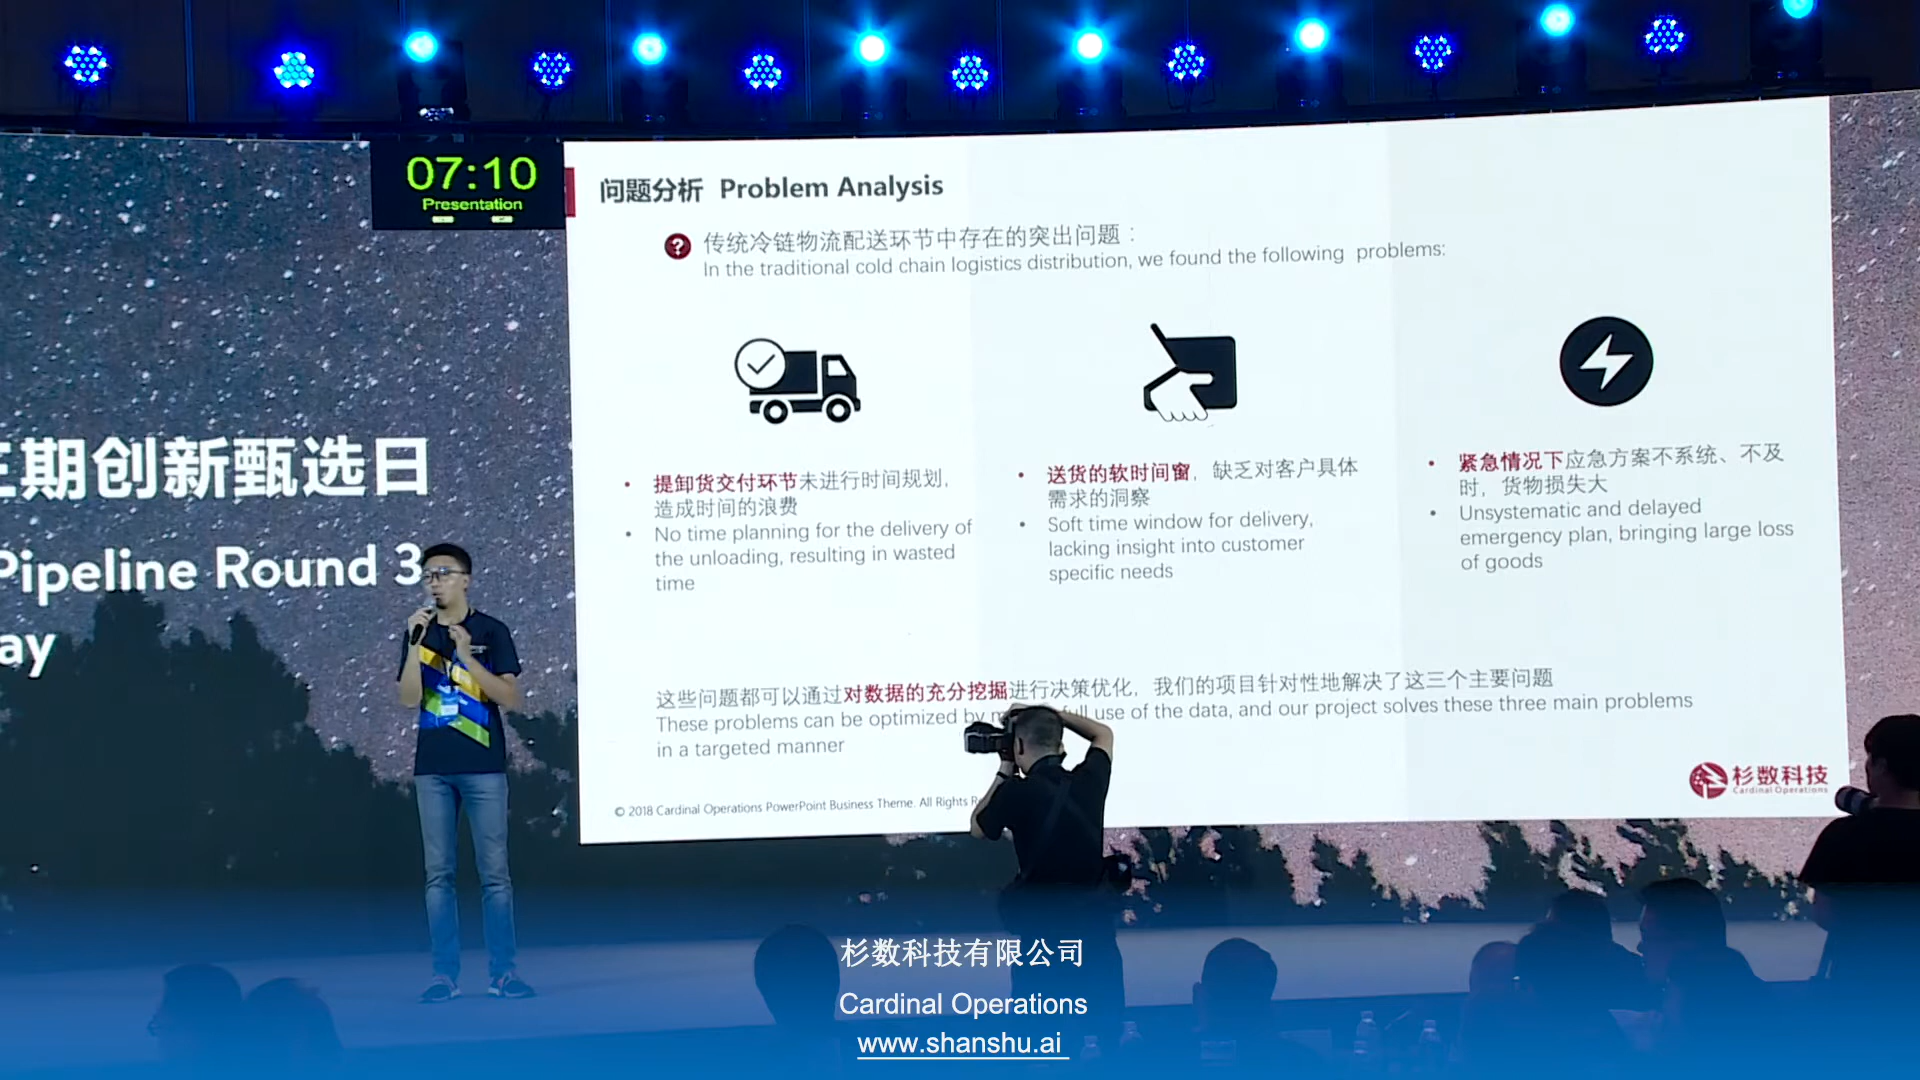 07:10
Presentation
问题分析 Problem Analysis
传统冷链物流配送环节中存在的突出问题：
In the traditional cold chain logistics distribution, we found the following problems:
• 提卸货交付环节未进行时间规划,
造成时间的浪费
• No time planning for the delivery of
the unloading, resulting in wasted
time
• 送货的软时间窗, 缺乏对客户具体
需求的洞察
• Soft time window for delivery,
lacking insight into customer
specific needs
• 紧急情况下应急方案不系统、不及
时, 货物损失大
• Unsystematic and delayed
emergency plan, bringing large loss
of goods
这些问题都可以通过对数据的充分挖掘进行决策优化, 我们的项目针对性地解决了这三个主要问题
These problems can be optimized by full use of the data, and our project solves these three main problems
in a targeted manner
© 2018 Cardinal Operations PowerPoint Business Theme. All Rights
杉数科技
Cardinal Operations
期创新甄选日
Pipeline Round 3
ay
杉数科技有限公司
Cardinal Operations
www.shanshu.ai